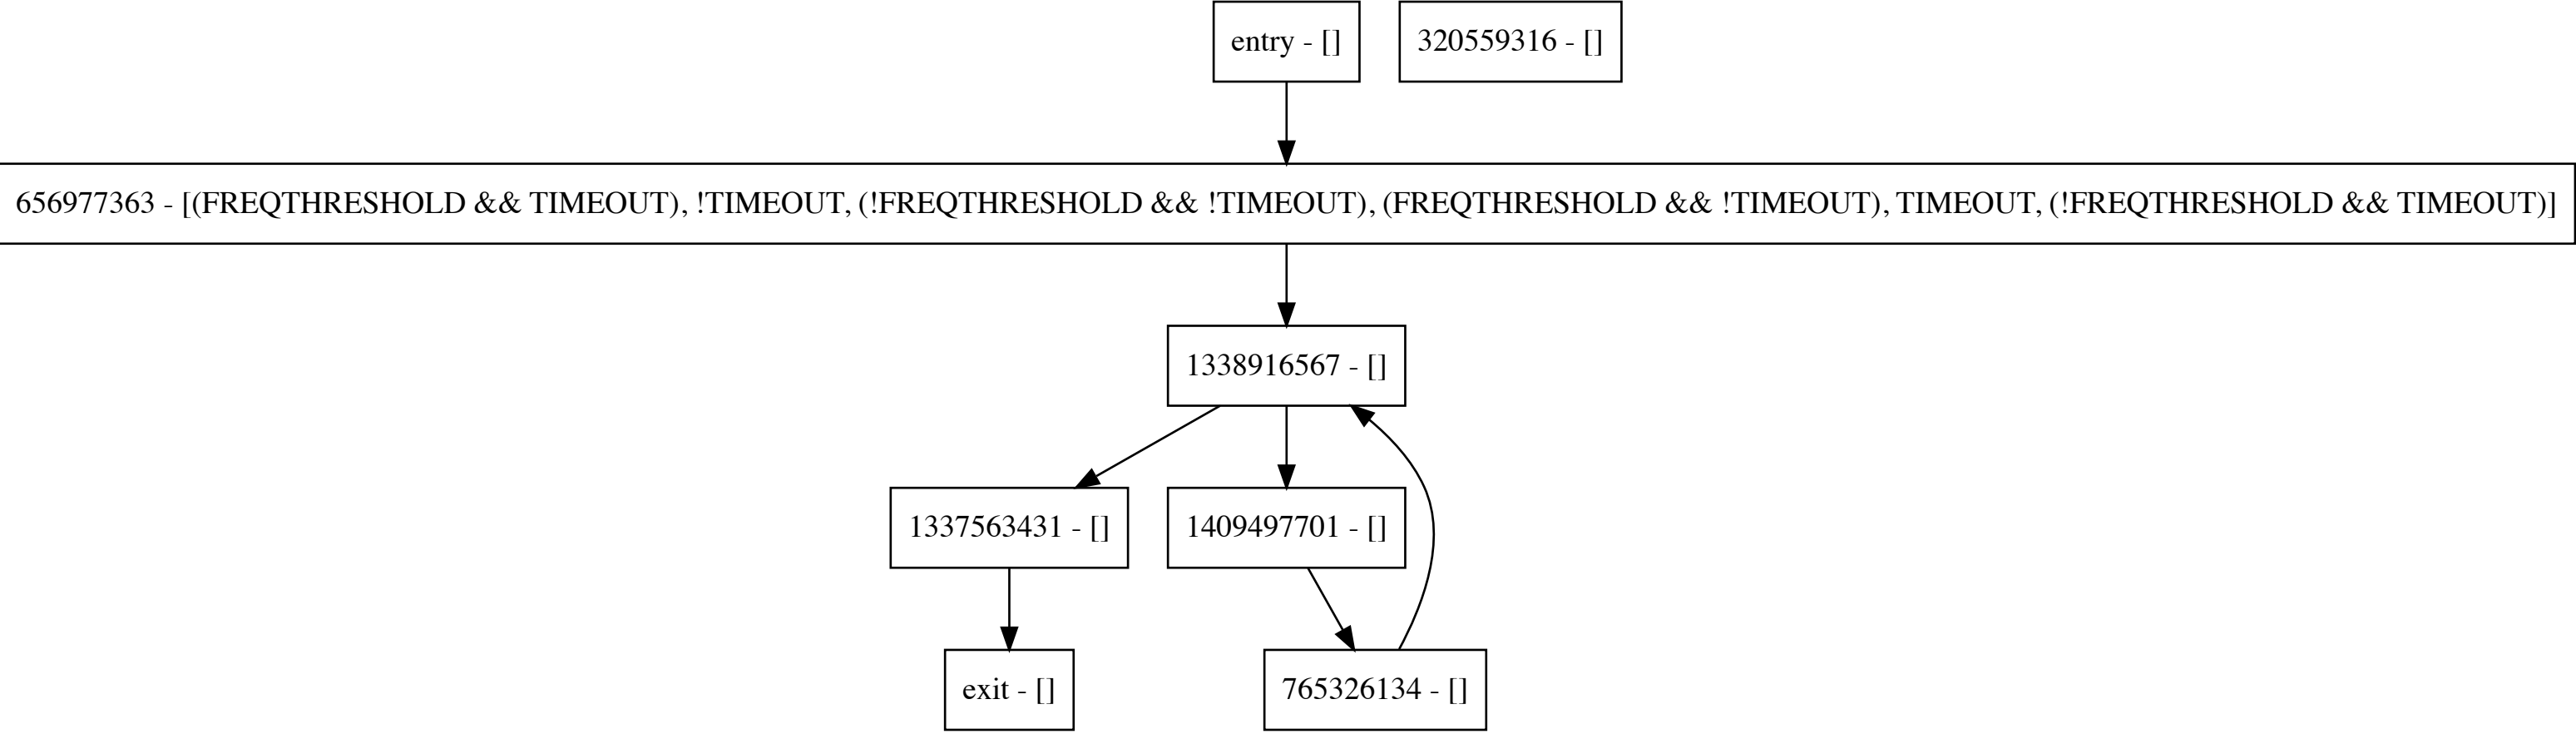 entry - []
320559316 - []
656977363 - [(FREQTHRESHOLD && TIMEOUT), !TIMEOUT, (!FREQTHRESHOLD && !TIMEOUT), (FREQTHRESHOLD && !TIMEOUT), TIMEOUT, (!FREQTHRESHOLD && TIMEOUT)]
1338916567 - []
1337563431 - []
1409497701 - []
exit - []
765326134 - []